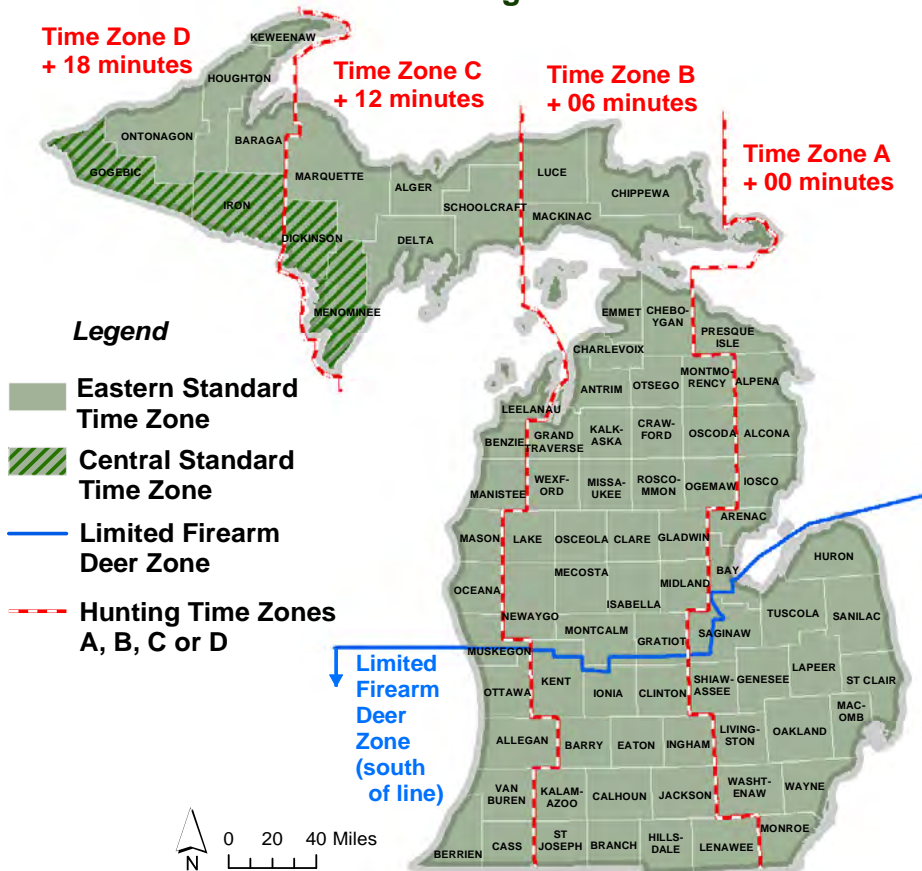 Time Zone D
+ 18 minutes
Time Zone C
+ 12 minutes
Time Zone B
+ 06 minutes
Time Zone A
+ 00 minutes
KEWEENAW
HOUGHTON
ONTONAGON
BARAGA
GOGEBIC
IRON
MARQUETTE
ALGER
SCHOOLCRAFT
LUCE
CHIPPEWA
MACKINAC
DICKINSON
DELTA
MENOMINEE
Legend
Eastern Standard
Time Zone
Central Standard
Time Zone
Limited Firearm
Deer Zone
Hunting Time Zones
A, B, C or D
EMMET
CHEBO-
YGAN
PRESQUE
ISLE
CHARLEVOIX
ANTRIM
OTSEGO
MONTMO-
RENCY
ALPENA
LEELANAU
BENZIE
GRAND
TRAVERSE
KALK-
ASKA
CRAW-
FORD
OSCODA
ALCONA
MANISTEE
WEXF-
ORD
MISSA-
UKEE
ROSCO-
MMON
OGEMAW
IOSCO
ARENAC
MASON
LAKE
OSCEOLA
CLARE
GLADWIN
HURON
BAY
OCEANA
MECOSTA
MIDLAND
NEWAYGO
ISABELLA
TUSCOLA
SANILAC
MONTCALM
GRATIOT
SAGINAW
MUSKEGON
Limited
Firearm
Deer
Zone
(south
of line)
OTTAWA
KENT
IONIA
CLINTON
SHIAW-
ASSEE
GENESEE
LAPEER
ST CLAIR
MAC-
OMB
ALLEGAN
BARRY
EATON
INGHAM
LIVING-
STON
OAKLAND
VAN
BUREN
KALAM-
AZOO
CALHOUN
JACKSON
WASHT-
ENAW
WAYNE
BERRIEN
CASS
ST
JOSEPH
BRANCH
HILLS-
DALE
LENAWEE
MONROE
N
0 20 40 Miles